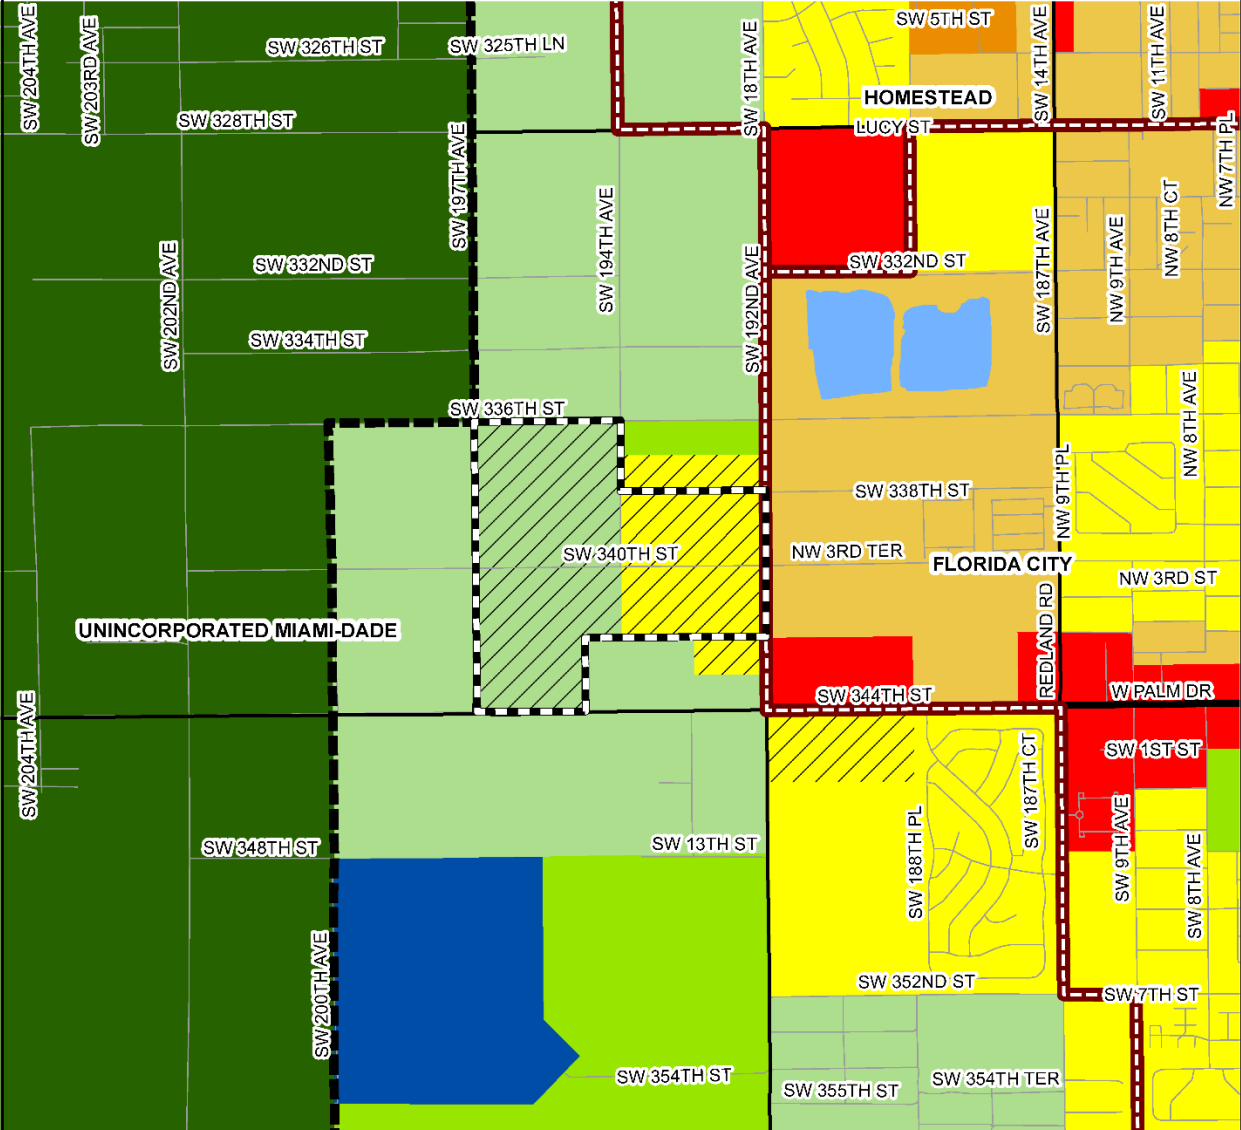 SW 204TH AVE
SW 203RD AVE
SW 326TH ST
SW 325TH LN
SW 18TH AVE
SW 5TH ST
SW 14TH AVE
SW 11TH AVE
HOMESTEAD
SW 328TH ST
LUCY ST
NW 7TH PL
SW 197TH AVE
SW 194TH AVE
SW 202ND AVE
SW 332ND ST
SW 192ND AVE
SW 332ND ST
SW 187TH AVE
NW 9TH AVE
NW 8TH CT
SW 334TH ST
SW 336TH ST
NW 8TH AVE
SW 338TH ST
NW 9TH PL
SW 340TH ST
NW 3RD TER
FLORIDA CITY
NW 3RD ST
UNINCORPORATED MIAMI-DADE
REDLAND RD
SW 344TH ST
W PALM DR
SW 204TH AVE
SW 187TH CT
SW 1ST ST
SW 348TH ST
SW 13TH ST
SW 188TH PL
SW 9TH AVE
SW 8TH AVE
SW 200TH AVE
SW 352ND ST
SW 7TH ST
SW 354TH ST
SW 355TH ST
SW 354TH TER